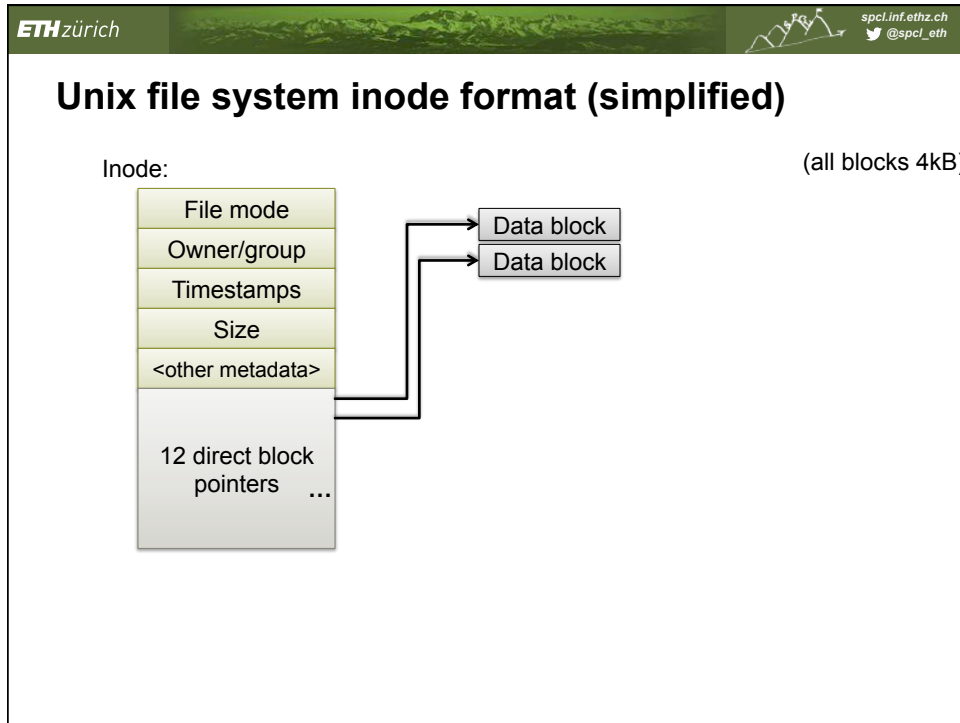 ETH zürich
spcl.inf.ethz.ch
@spcl_eth
Unix file system inode format (simplified)
Inode:
(all blocks 4kB)
File mode
Owner/group
Timestamps
Size
<other metadata>
12 direct block
pointers ...
Data block
Data block